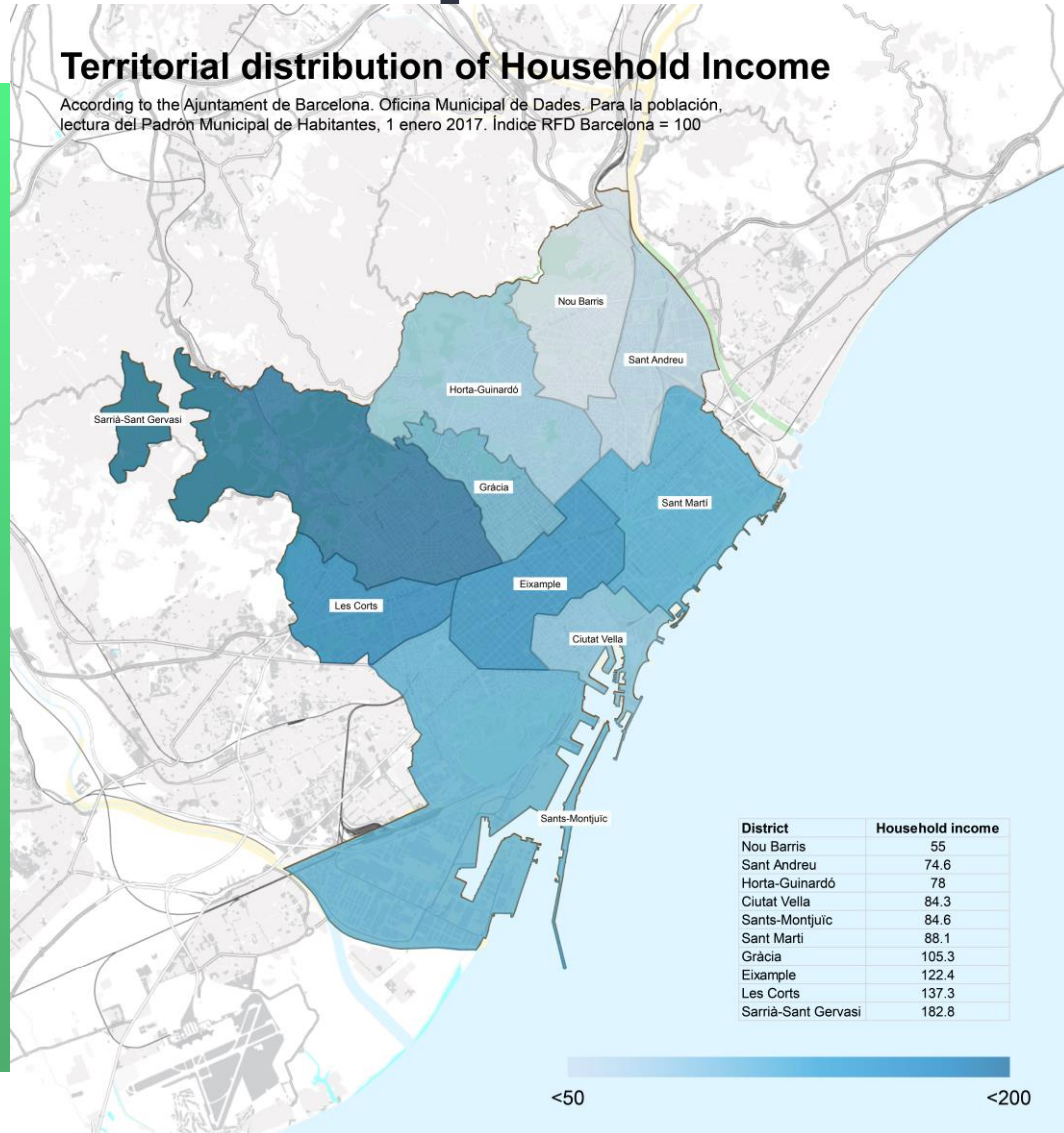 Territorial distribution of Household Income
According to the Ajuntament de Barcelona. Oficina Municipal de Dades. Para la población,
lectura del Padrón Municipal de Habitantes, 1 enero 2017. Índice RFD Barcelona = 100
Nou Barris
Sant Andreu
Horta-Guinardó
Sarrià-Sant Gervasi
Gràcia
Sant Martí
Eixample
Les Corts
Ciutat Vella
Sants-Montjuïc
District Household income
Nou Barris 55
Sant Andreu 74.6
Horta-Guinardó 78
Ciutat Vella 84.3
Sants-Montjuïc 84.6
Sant Marti 88.1
Gràcia 105.3
Eixample 122.4
Les Corts 137.3
Sarrià-Sant Gervasi 182.8
<50 <200